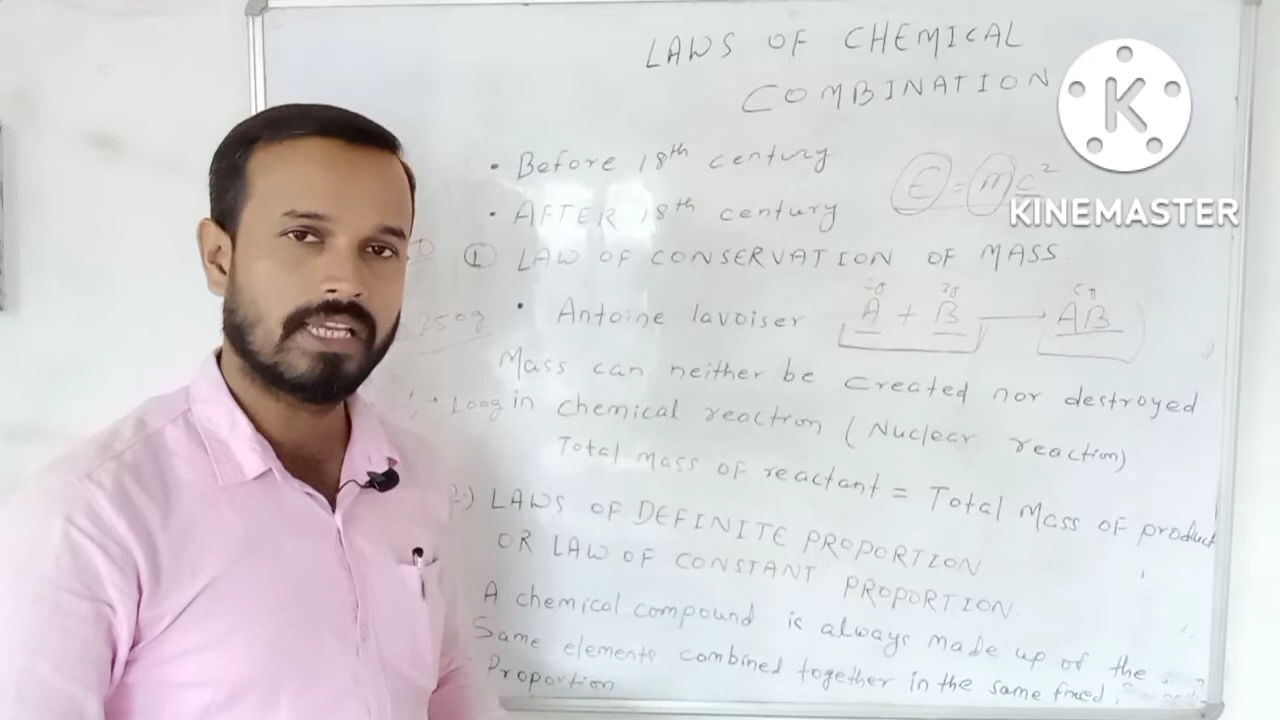 LAWS OF CHEMICAL
COMBINATION
K
KINEMASTER
• Before 18th century
• AFTER 18th century
E = mc²
① LAW OF CONSERVATION OF MASS
• Antoine lavoiser
A + B → AB
250g
Mass can neither be created nor destroyed
100g in chemical reaction (Nuclear reaction)
Total mass of reactant = Total Mass of product
2.) LAWS OF DEFINITE PROPORTION
OR LAW OF CONSTANT PROPORTION.
A chemical compound is always made up of the
Same elements combined together in the same fixed
Proportion